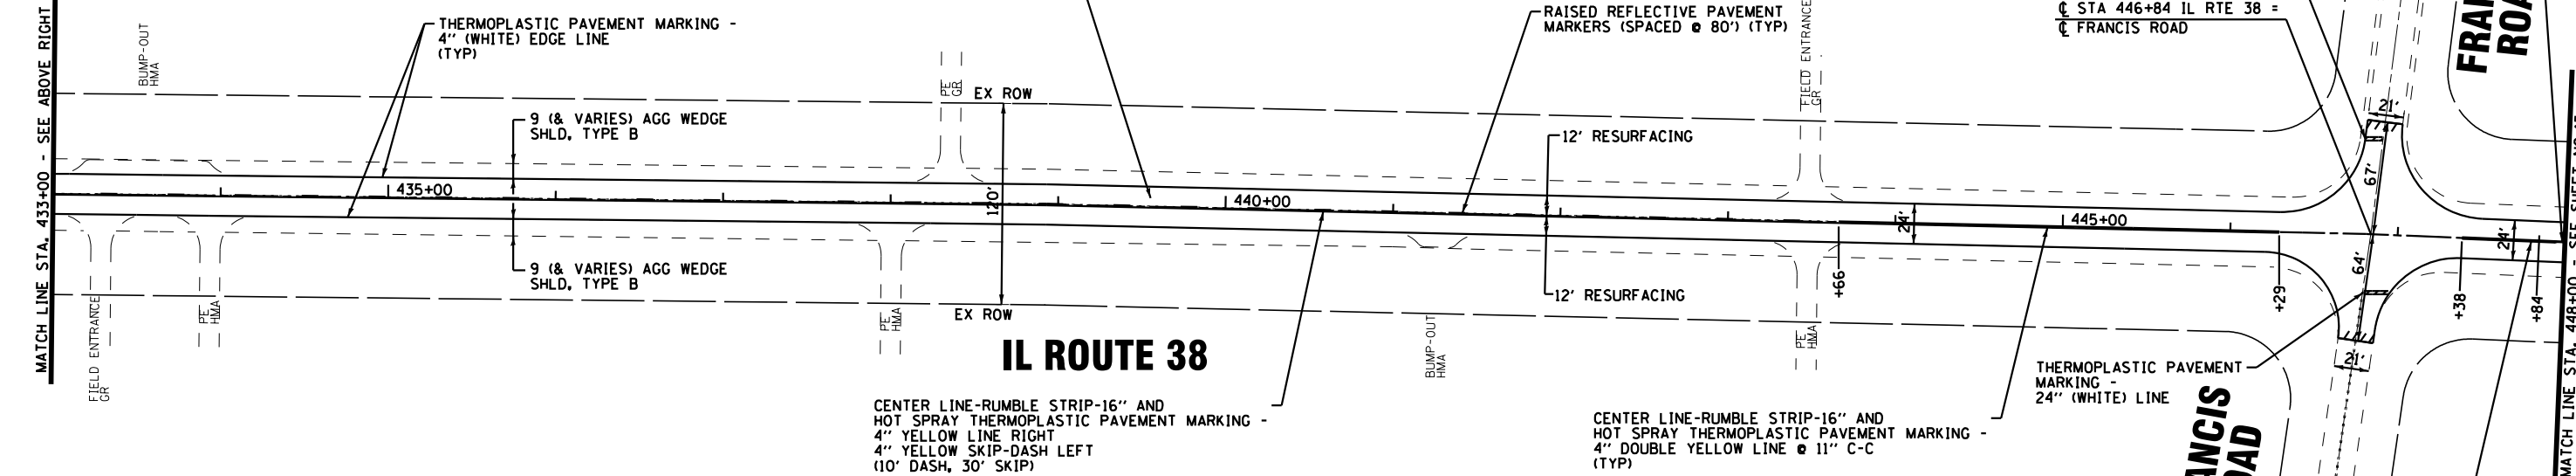 MATCH LINE STA. 433+00 - SEE ABOVE RIGHT
BUMP-OUT
HMA
THERMOPLASTIC PAVEMENT MARKING -
4" (WHITE) EDGE LINE
(TYP)
9 (& VARIES) AGG WEDGE
SHLD, TYPE B
PE
GR
EX ROW
RAISED REFLECTIVE PAVEMENT
MARKERS (SPACED @ 80') (TYP)
12' RESURFACING
FIELD ENTRANCE
GR
℄ STA 446+84 IL RTE 38 =
℄ FRANCIS ROAD
21'
67'
435+00
120'
440+00
24'
445+00
64'
24'
9 (& VARIES) AGG WEDGE
SHLD, TYPE B
12' RESURFACING
+66
+29
+38
+84
FIELD ENTRANCE
GR
PE
HMA
PE
HMA
EX ROW
IL ROUTE 38
BUMP-OUT
HMA
PE
HMA
21'
THERMOPLASTIC PAVEMENT
MARKING -
24" (WHITE) LINE
CENTER LINE-RUMBLE STRIP-16" AND
HOT SPRAY THERMOPLASTIC PAVEMENT MARKING -
4" YELLOW LINE RIGHT
4" YELLOW SKIP-DASH LEFT
(10' DASH, 30' SKIP)
CENTER LINE-RUMBLE STRIP-16" AND
HOT SPRAY THERMOPLASTIC PAVEMENT MARKING -
4" DOUBLE YELLOW LINE @ 11" C-C
(TYP)
MATCH LINE STA. 448+00 - SEE SHEET